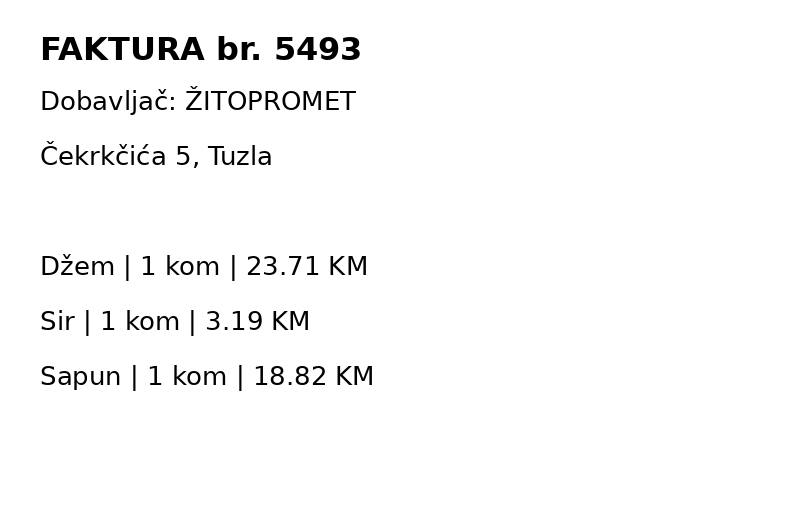 FAKTURA br. 5493
Dobavljač: ŽITOPROMET
Čekrkčića 5, Tuzla
Džem | 1 kom | 23.71 KM
Sir | 1 kom | 3.19 KM
Sapun | 1 kom | 18.82 KM